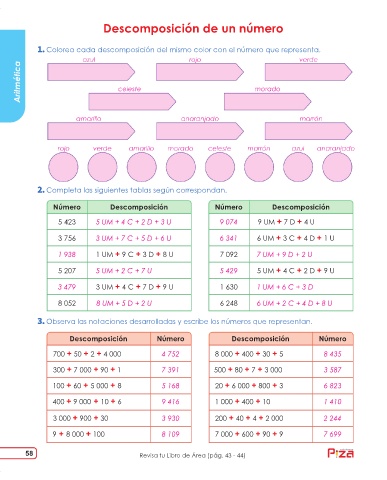 Descomposición de un número
Aritmética
1. Colorea cada descomposición del mismo color con el número que representa.
azul rojo verde
celeste morado
amarillo anaranjado marrón
rojo verde amarillo morado celeste marrón azul anaranjado
2. Completa las siguientes tablas según correspondan.
Número Descomposición Número Descomposición
5 423 5 UM + 4 C + 2 D + 3 U 9 074 9 UM + 7 D + 4 U
3 756 3 UM + 7 C + 5 D + 6 U 6 341 6 UM + 3 C + 4 D + 1 U
1 938 1 UM + 9 C + 3 D + 8 U 7 092 7 UM + 9 D + 2 U
5 207 5 UM + 2 C + 7 U 5 429 5 UM + 4 C + 2 D + 9 U
3 479 3 UM + 4 C + 7 D + 9 U 1 630 1 UM + 6 C + 3 D
8 052 8 UM + 5 D + 2 U 6 248 6 UM + 2 C + 4 D + 8 U
3. Observa las notaciones desarrolladas y escribe los números que representan.
Descomposición Número Descomposición Número
700 + 50 + 2 + 4 000 4 752 8 000 + 400 + 30 + 5 8 435
300 + 7 000 + 90 + 1 7 391 500 + 80 + 7 + 3 000 3 587
100 + 60 + 5 000 + 8 5 168 20 + 6 000 + 800 + 3 6 823
400 + 9 000 + 10 + 6 9 416 1 000 + 400 + 10 1 410
3 000 + 900 + 30 3 930 200 + 40 + 4 + 2 000 2 244
9 + 8 000 + 100 8 109 7 000 + 600 + 90 + 9 7 699
58 Revisa tu Libro de Área (pág. 43 - 44)